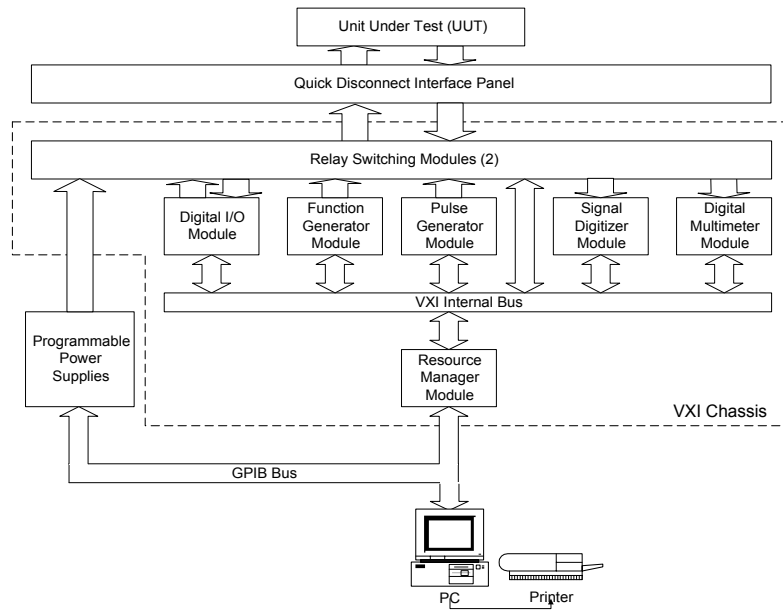 Unit Under Test (UUT)
Quick Disconnect Interface Panel
Relay Switching Modules (2)
Digital I/O
Module
Function
Generator
Module
Pulse
Generator
Module
Signal
Digitizer
Module
Digital
Multimeter
Module
VXI Internal Bus
Programmable
Power
Supplies
Resource
Manager
Module
VXI Chassis
GPIB Bus
PC
Printer